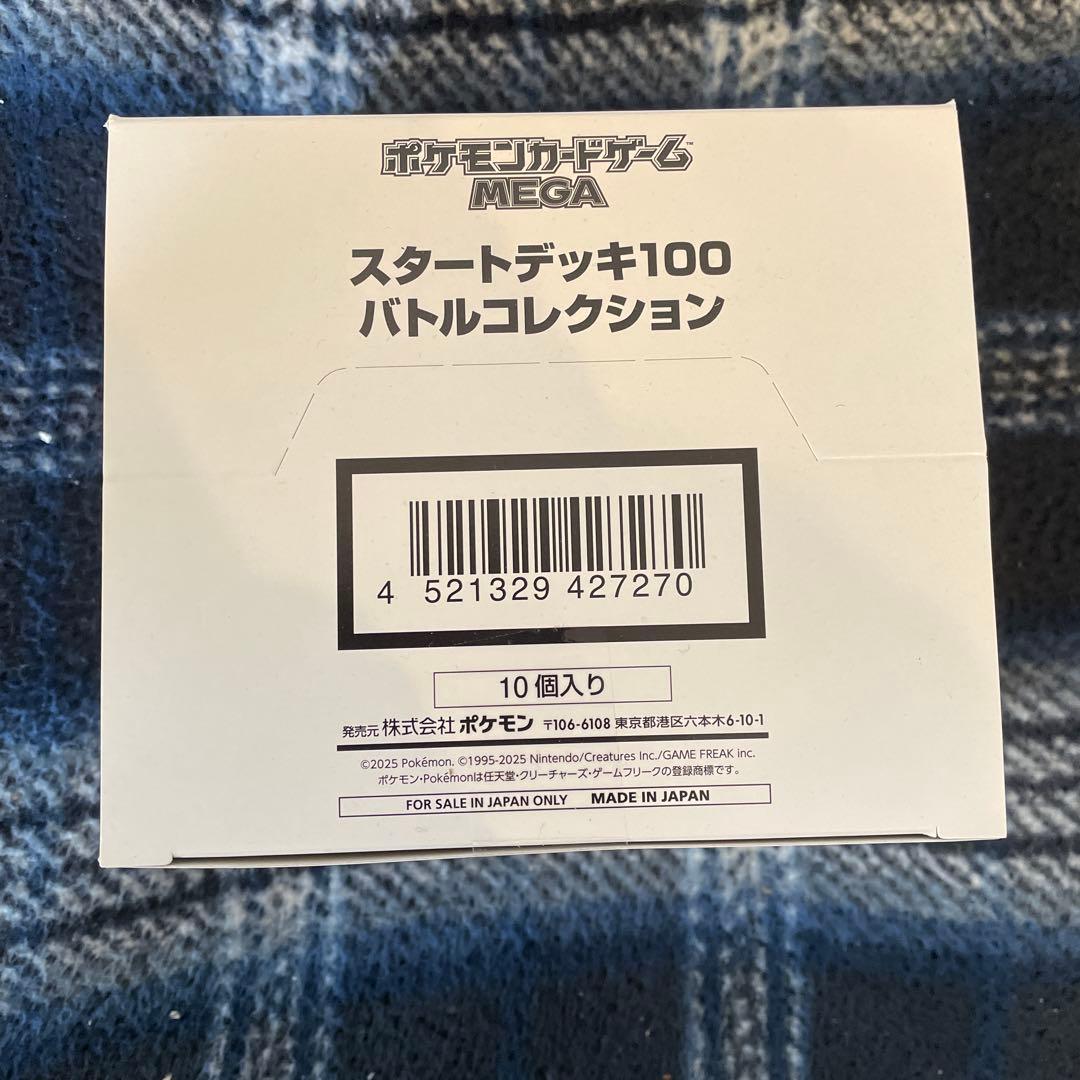 ポケモンカードゲーム™
MEGA
スタートデッキ100
バトルコレクション
4 521329 427270
10個入り
発売元 株式会社 ポケモン 〒106-6108 東京都港区六本木6-10-1
©2025 Pokémon. ©1995-2025 Nintendo/Creatures Inc./GAME FREAK inc.
ポケモン・Pokémonは任天堂・クリーチャーズ・ゲームフリークの登録商標です。
FOR SALE IN JAPAN ONLY MADE IN JAPAN